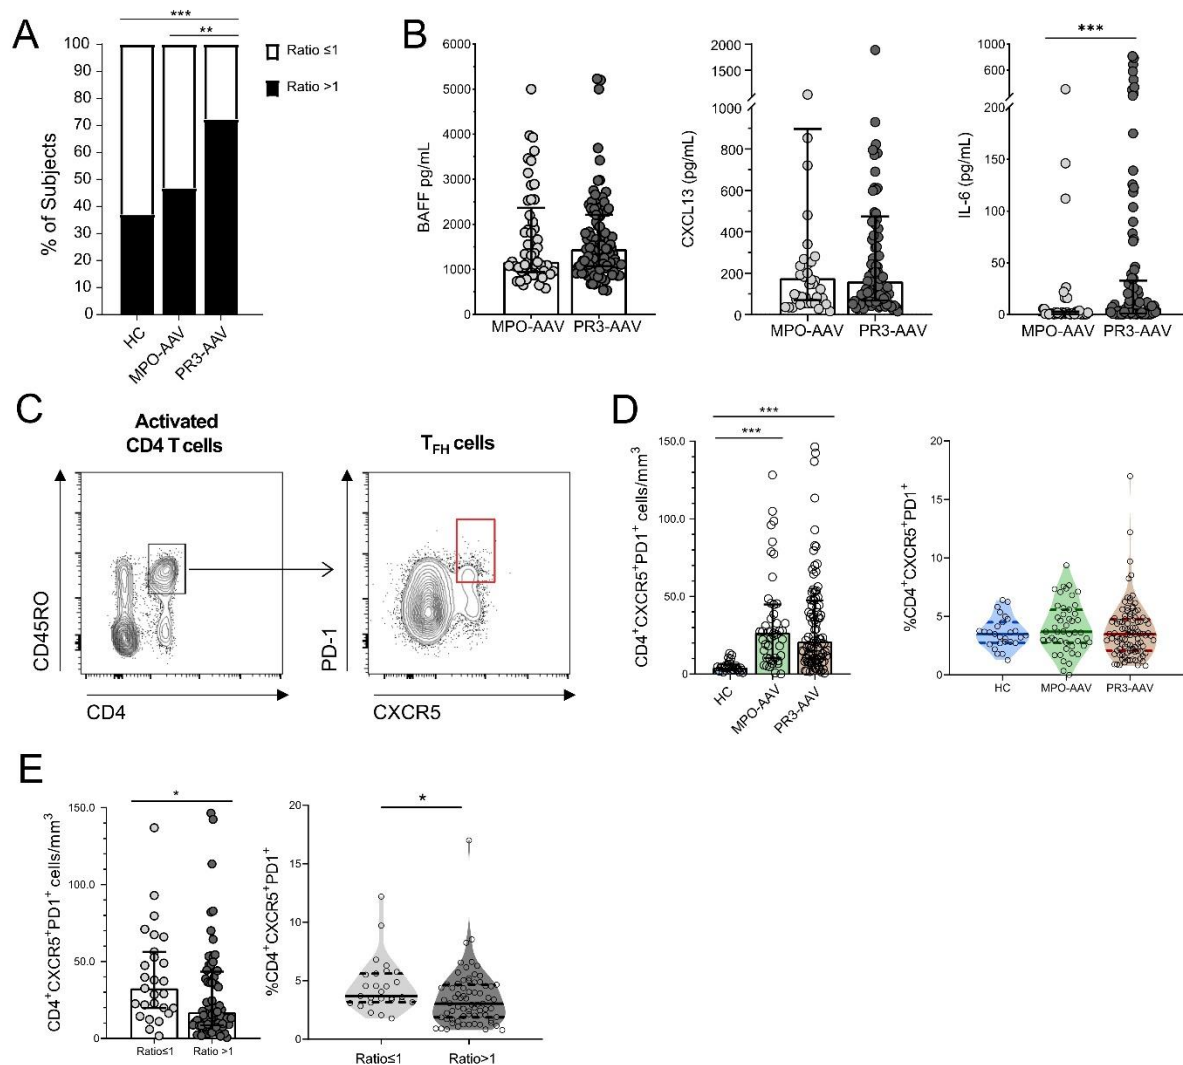 A
***
**
100
90
80
70
60
50
40
30
20
10
0
% of Subjects
HC
MPO-AAV
PR3-AAV
Ratio ≤1
Ratio >1
B
6000
5000
4000
3000
2000
1000
0
BAFF pg/mL
MPO-AAV PR3-AAV
2000
1500
1000
800
600
400
200
0
CXCL13 (pg/mL)
MPO-AAV PR3-AAV
***
1000
600
200
150
100
50
0
IL-6 (pg/mL)
MPO-AAV PR3-AAV
C
Activated
CD4 T cells
CD45RO
CD4
TFH cells
PD-1
CXCR5
D
***
***
150.0
100.0
50.0
0
CD4+CXCR5+PD1+ cells/mm3
HC
MPO-AAV
PR3-AAV
20
15
10
5
0
%CD4+CXCR5+PD1+
HC MPO-AAV PR3-AAV
E
*
150.0
100.0
50.0
0
CD4+CXCR5+PD1+ cells/mm3
Ratio≤1 Ratio >1
*
20
15
10
5
0
%CD4+CXCR5+PD1+
Ratio≤1 Ratio>1